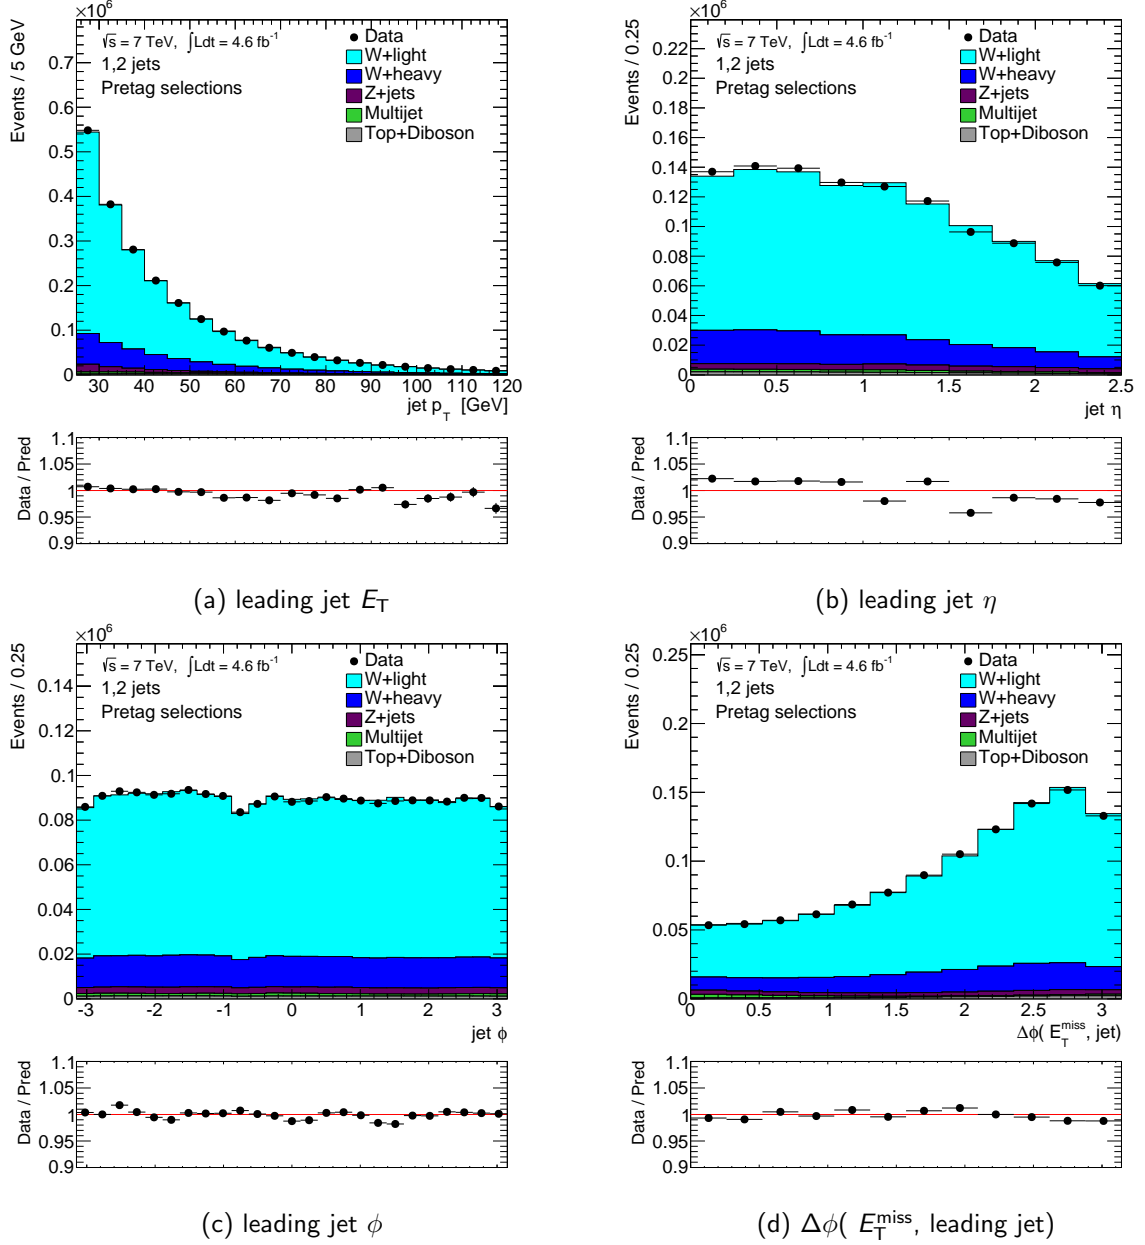 ×10^6
Events / 5 GeV
√s = 7 TeV, ∫Ldt = 4.6 fb^-1
1,2 jets
Pretag selections
Data
W+light
W+heavy
Z+jets
Multijet
Top+Diboson
0.7
0.6
0.5
0.4
0.3
0.2
0.1
0
30 40 50 60 70 80 90 100 110 120
jet p_T [GeV]
Data / Pred
1.1
1.05
1
0.95
0.9
(a) leading jet E_T
×10^6
Events / 0.25
√s = 7 TeV, ∫Ldt = 4.6 fb^-1
1,2 jets
Pretag selections
Data
W+light
W+heavy
Z+jets
Multijet
Top+Diboson
0.22
0.2
0.18
0.16
0.14
0.12
0.1
0.08
0.06
0.04
0.02
0
0 0.5 1 1.5 2 2.5
jet η
Data / Pred
1.1
1.05
1
0.95
0.9
(b) leading jet η
×10^6
Events / 0.25
√s = 7 TeV, ∫Ldt = 4.6 fb^-1
1,2 jets
Pretag selections
Data
W+light
W+heavy
Z+jets
Multijet
Top+Diboson
0.14
0.12
0.1
0.08
0.06
0.04
0.02
0
-3 -2 -1 0 1 2 3
jet ϕ
Data / Pred
1.1
1.05
1
0.95
0.9
(c) leading jet ϕ
×10^6
Events / 0.25
√s = 7 TeV, ∫Ldt = 4.6 fb^-1
1,2 jets
Pretag selections
Data
W+light
W+heavy
Z+jets
Multijet
Top+Diboson
0.25
0.2
0.15
0.1
0.05
0
0 0.5 1 1.5 2 2.5 3
Δϕ( E_T^miss, jet)
Data / Pred
1.1
1.05
1
0.95
0.9
(d) Δϕ( E_T^miss, leading jet)